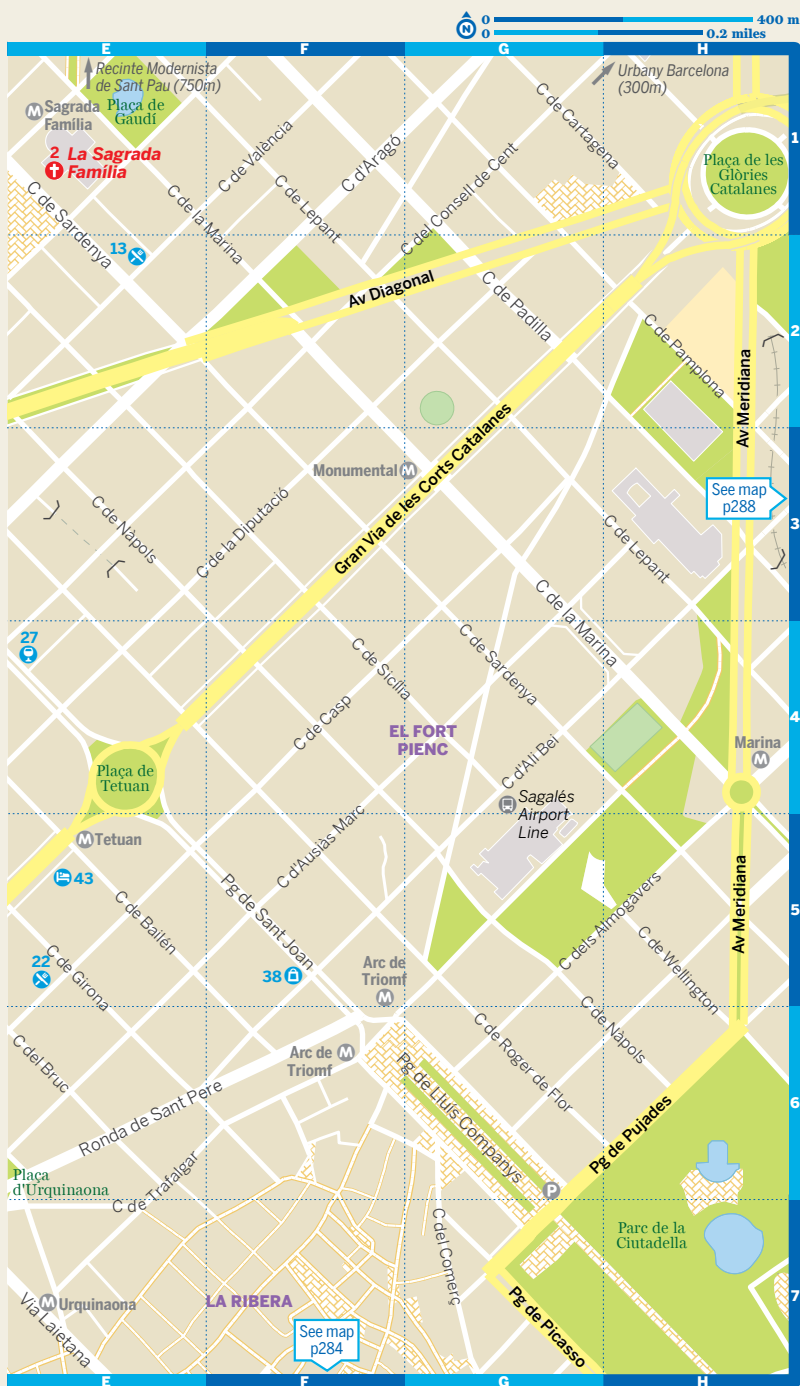 N
0
400 m
0
0.2 miles
E
F
G
H
Recinte Modernista
de Sant Pau (750m)
Urbany Barcelona
(300m)
Sagrada
Família
Plaça de
Gaudí
2 La Sagrada
Família
C de València
C d'Aragó
C de Cartagena
Plaça de les
Glòries
Catalanes
1
C de Sardenya
C de la Marina
C de Lepant
C del Consell de Cent
13
Av Diagonal
C de Padilla
C de Pamplona
2
Av Meridiana
Monumental
Gran Via de les Corts Catalanes
See map
p288
C de Nàpols
C de la Diputació
C de Lepant
3
C de la Marina
27
C de Sicília
C de Sardenya
C de Casp
EL FORT
PIENC
C d'Alí Bei
Marina
4
Plaça de
Tetuan
Sagalés
Airport
Line
Tetuan
C d'Ausiàs Marc
43
Pg de Sant Joan
C de Bailén
C dels Almogàvers
Av Meridiana
5
22
C de Girona
38
Arc de
Triomf
C de Wellington
C del Bruc
Arc de
Triomf
C de Roger de Flor
C de Nàpols
Ronda de Sant Pere
Pg de Lluís Companys
Pg de Pujades
6
Plaça
d'Urquinaona
C de Trafalgar
P
C del Comerç
Parc de la
Ciutadella
Urquinaona
Via Laietana
LA RIBERA
Pg de Picasso
7
See map
p284
E
F
G
H
M
M
M
M
M
M
M
M